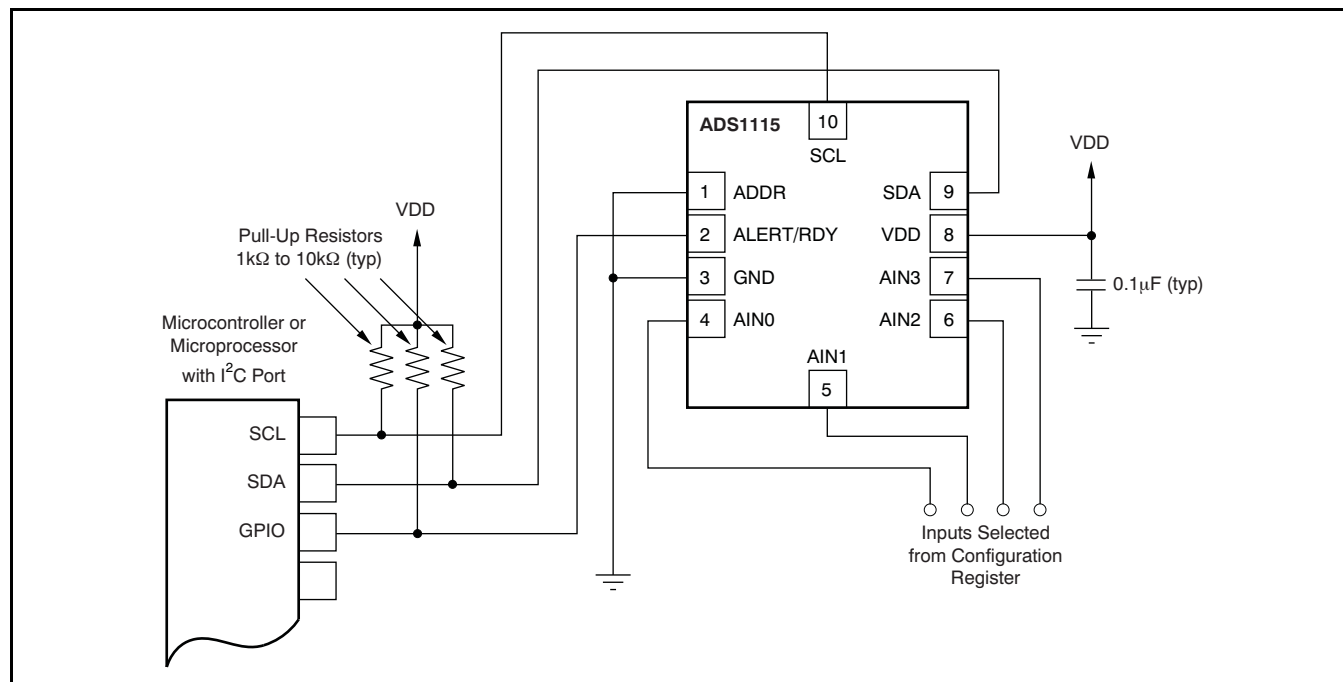 ADS1115
10
SCL
1 ADDR
2 ALERT/RDY
3 GND
4 AIN0
AIN1
5
SDA 9
VDD 8
AIN3 7
AIN2 6
VDD
0.1μF (typ)
VDD
Pull-Up Resistors
1kΩ to 10kΩ (typ)
Microcontroller or
Microprocessor
with I²C Port
SCL
SDA
GPIO
Inputs Selected
from Configuration
Register